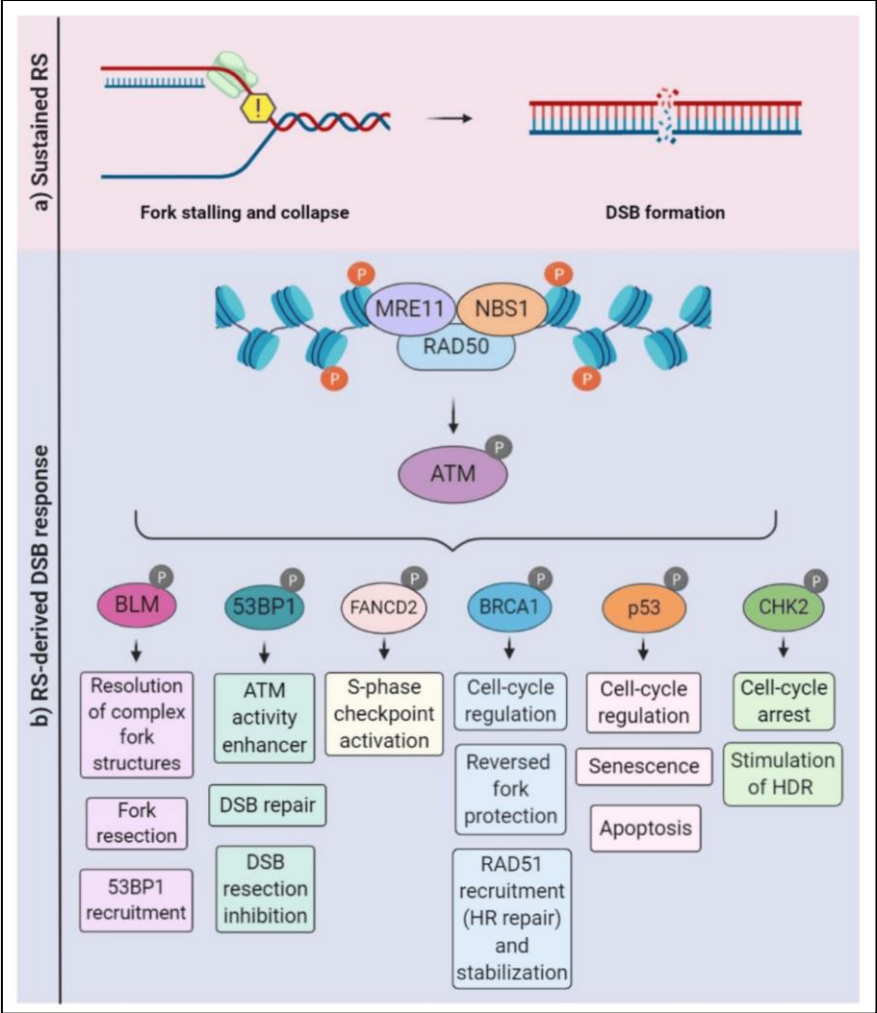 a) Sustained RS
!
Fork stalling and collapse
DSB formation
b) RS-derived DSB response
P
P
MRE11
NBS1
RAD50
P
P
P
ATM
P
BLM
P
53BP1
P
FANCD2
P
BRCA1
P
p53
P
CHK2
Resolution
of complex
fork
structures
Fork
resection
53BP1
recruitment
ATM
activity
enhancer
DSB repair
DSB
resection
inhibition
S-phase
checkpoint
activation
Cell-cycle
regulation
Reversed
fork
protection
RAD51
recruitment
(HR repair)
and
stabilization
Cell-cycle
regulation
Senescence
Apoptosis
Cell-cycle
arrest
Stimulation
of HDR